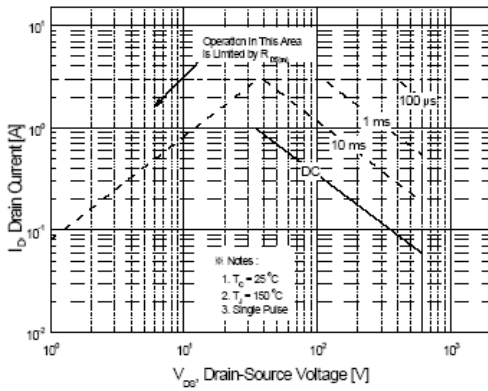 Operation in This Area
is Limited by R DS(on)
100 µs
1 ms
10 ms
DC
※ Notes :
1. T C = 25 °C
2. T J = 150 °C
3. Single Pulse
I D, Drain Current [A]
10¹
10⁰
10⁻¹
10⁻²
10⁰ 10¹ 10² 10³
V DS, Drain-Source Voltage [V]